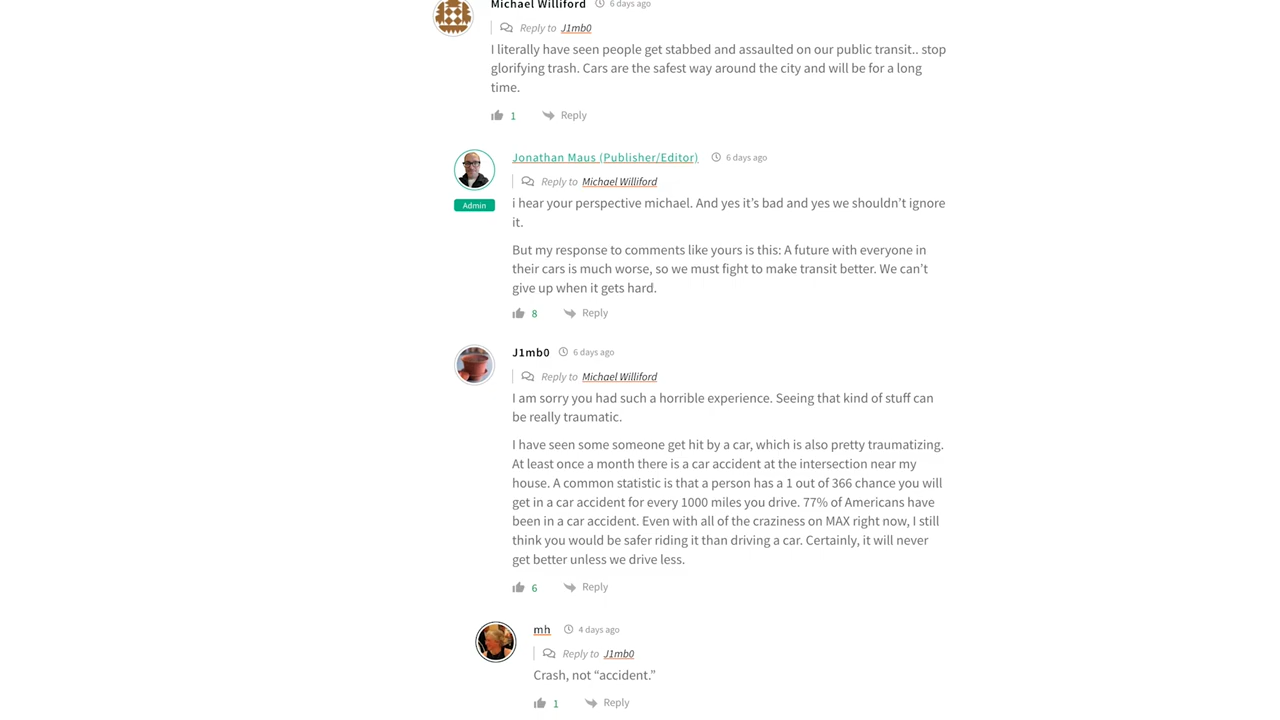 Michael Williford 6 days ago
Reply to J1mb0
I literally have seen people get stabbed and assaulted on our public transit.. stop
glorifying trash. Cars are the safest way around the city and will be for a long
time.
1 Reply
Jonathan Maus (Publisher/Editor) 6 days ago
Reply to Michael Williford
Admin
i hear your perspective michael. And yes it’s bad and yes we shouldn’t ignore
it.
But my response to comments like yours is this: A future with everyone in
their cars is much worse, so we must fight to make transit better. We can’t
give up when it gets hard.
8 Reply
J1mb0 6 days ago
Reply to Michael Williford
I am sorry you had such a horrible experience. Seeing that kind of stuff can
be really traumatic.
I have seen some someone get hit by a car, which is also pretty traumatizing.
At least once a month there is a car accident at the intersection near my
house. A common statistic is that a person has a 1 out of 366 chance you will
get in a car accident for every 1000 miles you drive. 77% of Americans have
been in a car accident. Even with all of the craziness on MAX right now, I still
think you would be safer riding it than driving a car. Certainly, it will never
get better unless we drive less.
6 Reply
mh 4 days ago
Reply to J1mb0
Crash, not “accident.”
1 Reply